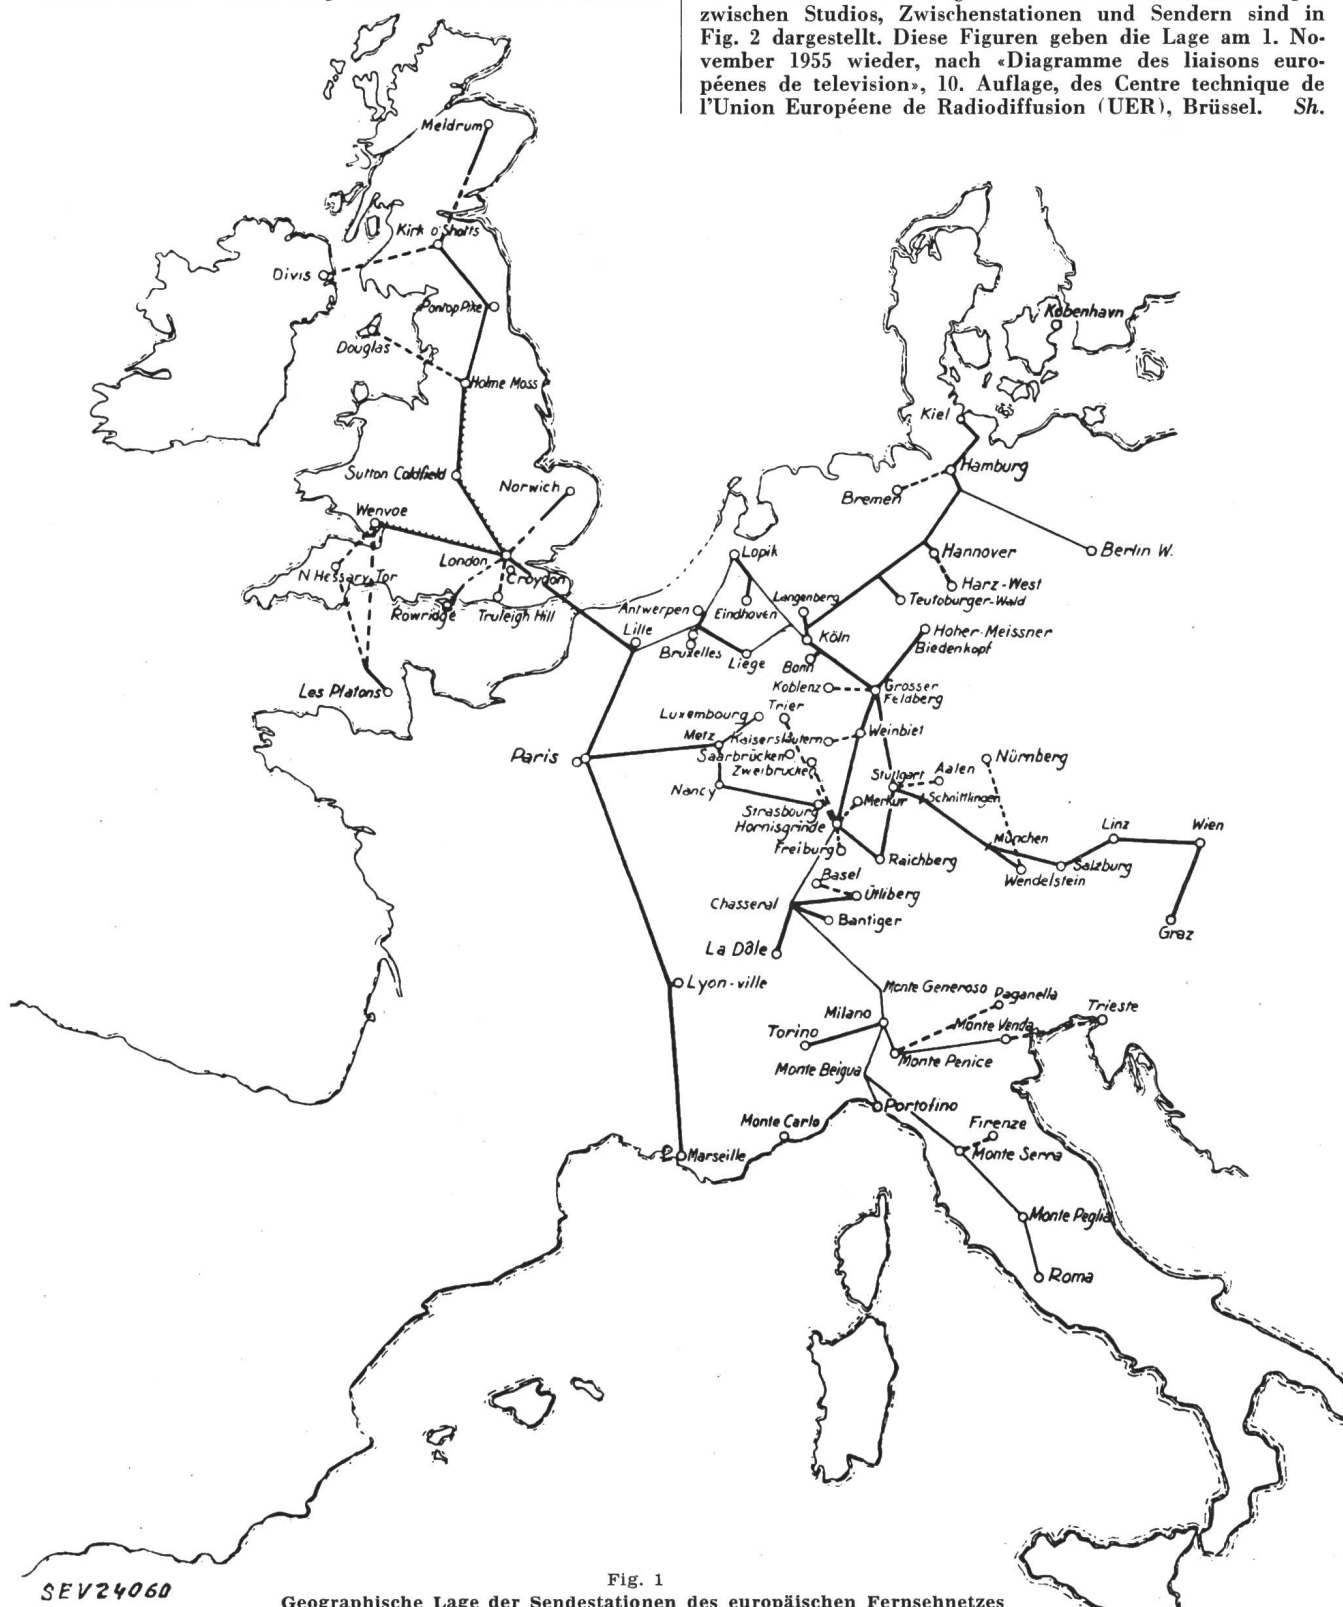 zwischen Studios, Zwischenstationen und Sendern sind in
Fig. 2 dargestellt. Diese Figuren geben die Lage am 1. No-
vember 1955 wieder, nach «Diagramme des liaisons euro-
péenes de television», 10. Auflage, des Centre technique de
l'Union Européene de Radiodiffusion (UER), Brüssel. Sh.
Meldrum
Kirk o'Shotts
Divis
Pontop Pike
København
Douglas
Holme Moss
Kiel
Hamburg
Sutton Coldfield
Norwich
Bremen
Wenvoe
London
Lopik
Hannover
Berlin W.
N Hessary Tor
Croydon
Harz-West
Rowridge
Truleigh Hill
Antwerpen
Eindhoven
Langenberg
Teutoburger-Wald
Lille
Bruxelles
Liège
Köln
Hoher-Meissner
Bonn
Biedenkopf
Les Platons
Koblenz
Grosser
Feldberg
Luxembourg
Trier
Metz
Kaiserslautern
Weinbiet
Paris
Saarbrücken
Zweibrücken
Nürnberg
Stuttgart
Aalen
Nancy
Schnittlingen
Strasbourg
Merkur
Hornisgrinde
Linz
Wien
Freiburg
München
Raichberg
Salzburg
Basel
Wendelstein
Chasseral
Ütliberg
Bantiger
Graz
La Dôle
Lyon-ville
Monte Generoso
Paganella
Milano
Trieste
Torino
Monte Venda
Monte Penice
Monte Beigua
Portofino
Monte Carlo
Firenze
Marseille
Monte Serra
Monte Peglia
Roma
SEV24060
Fig. 1
Geographische Lage der Sendestationen des europäischen Fernsehnetzes